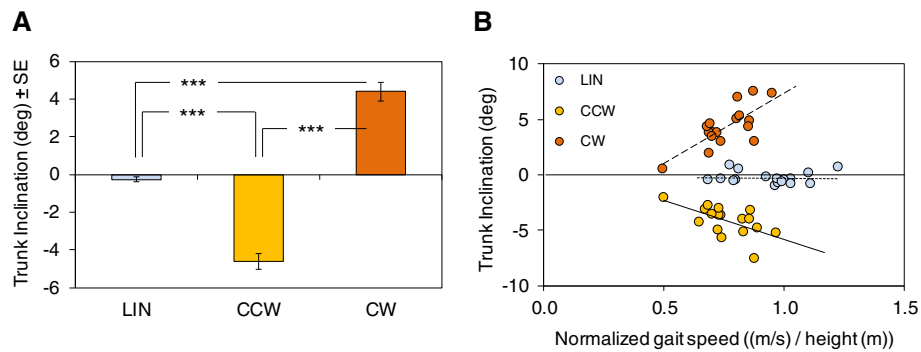 A
Trunk Inclination (deg) ± SE
6
4
2
0
-2
-4
-6
***
***
***
LIN
CCW
CW
B
Trunk Inclination (deg)
10
5
0
-5
-10
LIN
CCW
CW
0.0
0.5
1.0
1.5
Normalized gait speed ((m/s) / height (m))